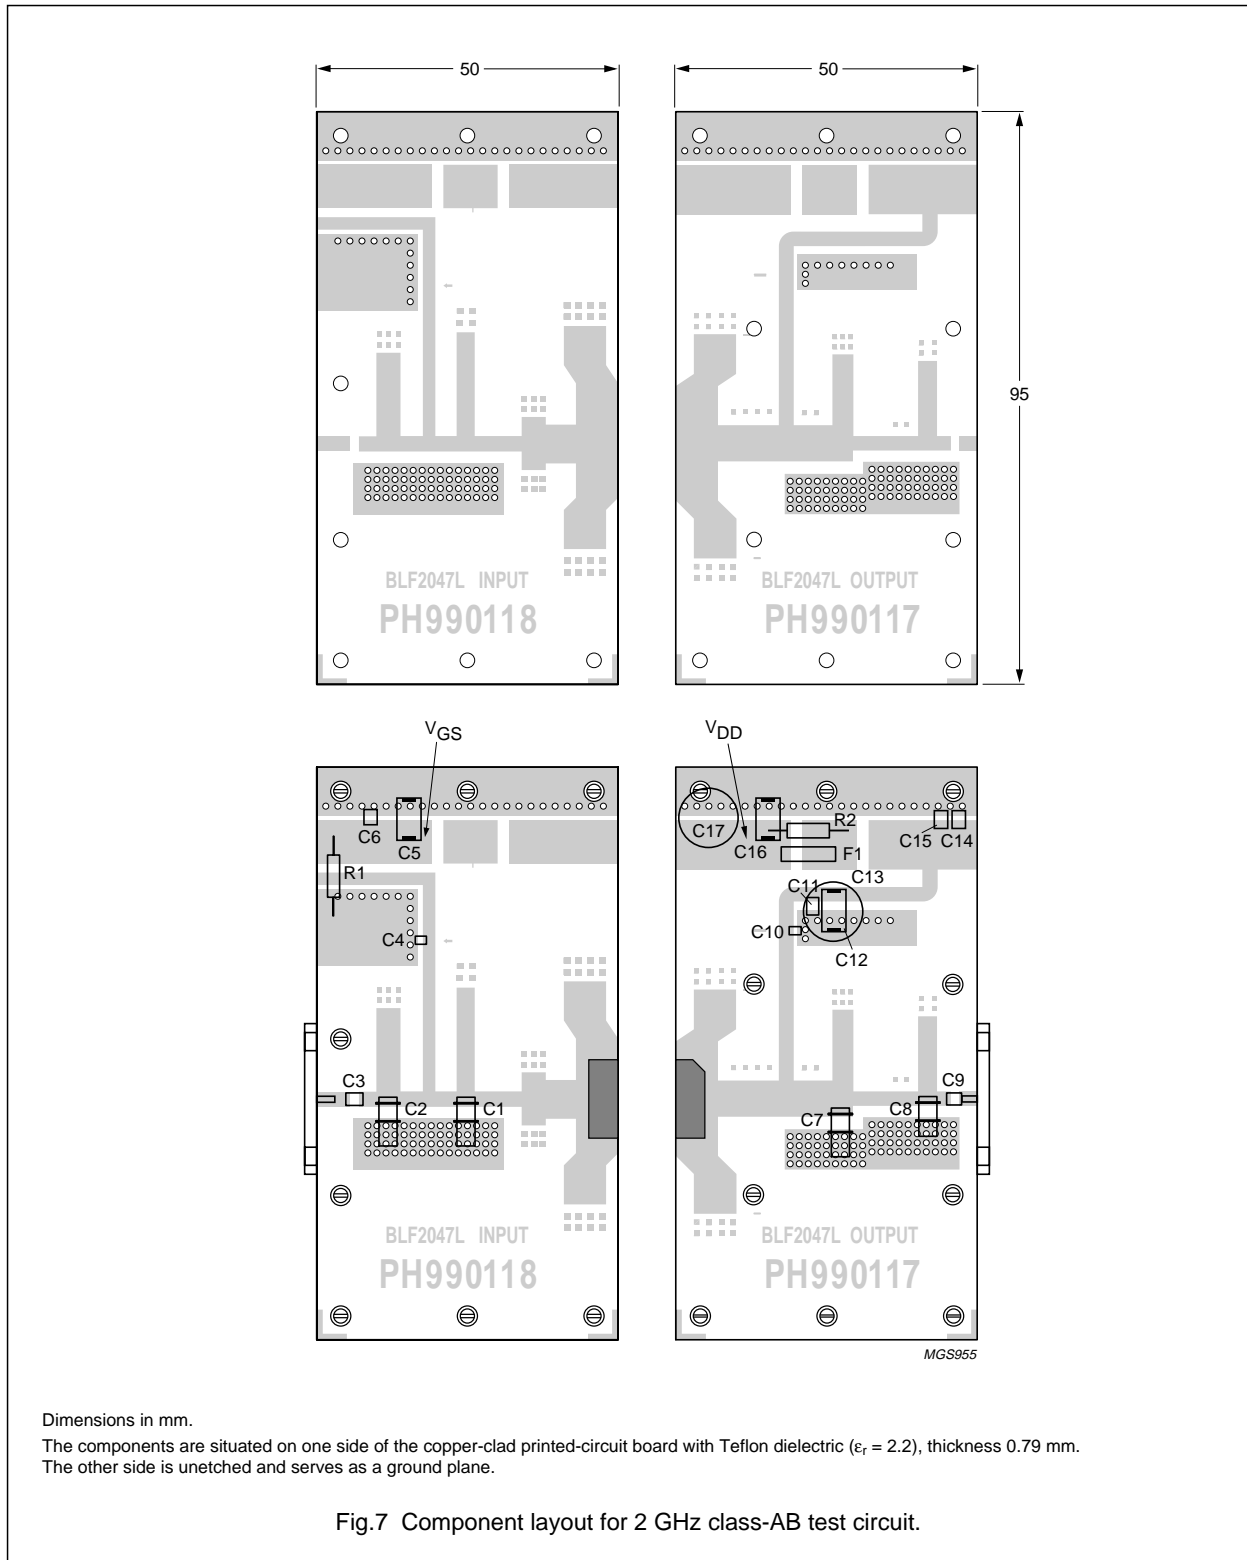 50
50
95
BLF2047L INPUT
PH990118
BLF2047L OUTPUT
PH990117
VGS
VDD
C6
C5
R1
C4
C3
C2
C1
BLF2047L INPUT
PH990118
C17
C16
R2
F1
C15
C14
C11
C13
C10
C12
C9
C8
C7
BLF2047L OUTPUT
PH990117
MGS955
Dimensions in mm.
The components are situated on one side of the copper-clad printed-circuit board with Teflon dielectric (εr = 2.2), thickness 0.79 mm.
The other side is unetched and serves as a ground plane.
Fig.7 Component layout for 2 GHz class-AB test circuit.